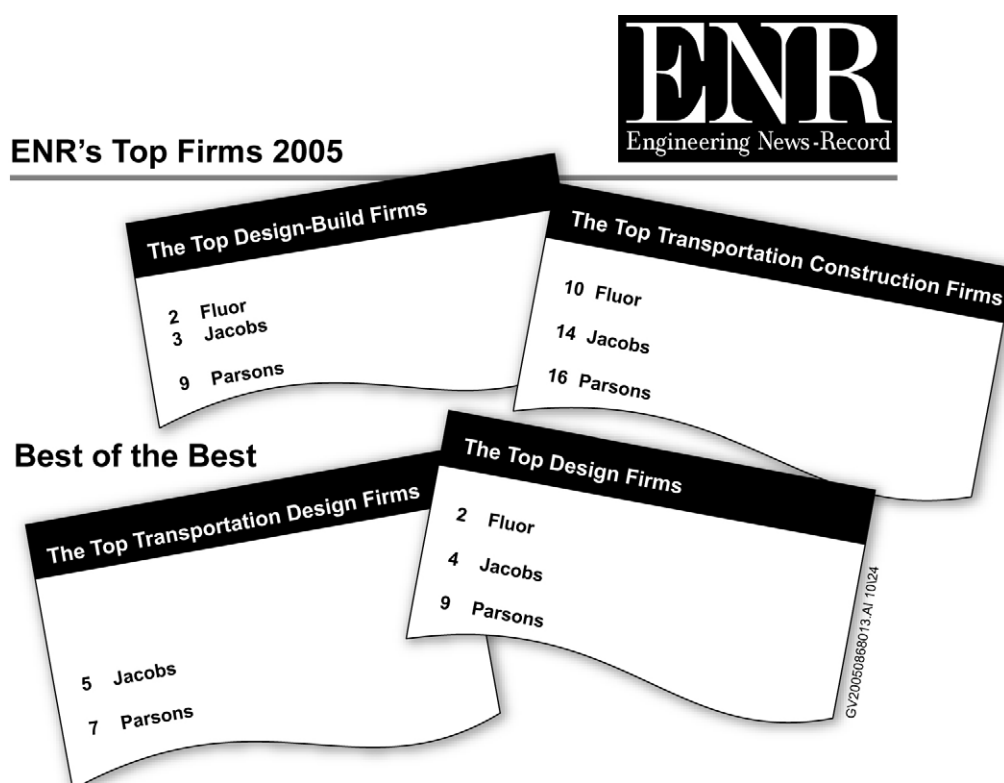 ENR
Engineering News-Record
ENR's Top Firms 2005
The Top Design-Build Firms
2 Fluor
3 Jacobs
9 Parsons
The Top Transportation Construction Firms
10 Fluor
14 Jacobs
16 Parsons
Best of the Best
The Top Transportation Design Firms
5 Jacobs
7 Parsons
The Top Design Firms
2 Fluor
4 Jacobs
9 Parsons
GV20050868013.AI 10\24